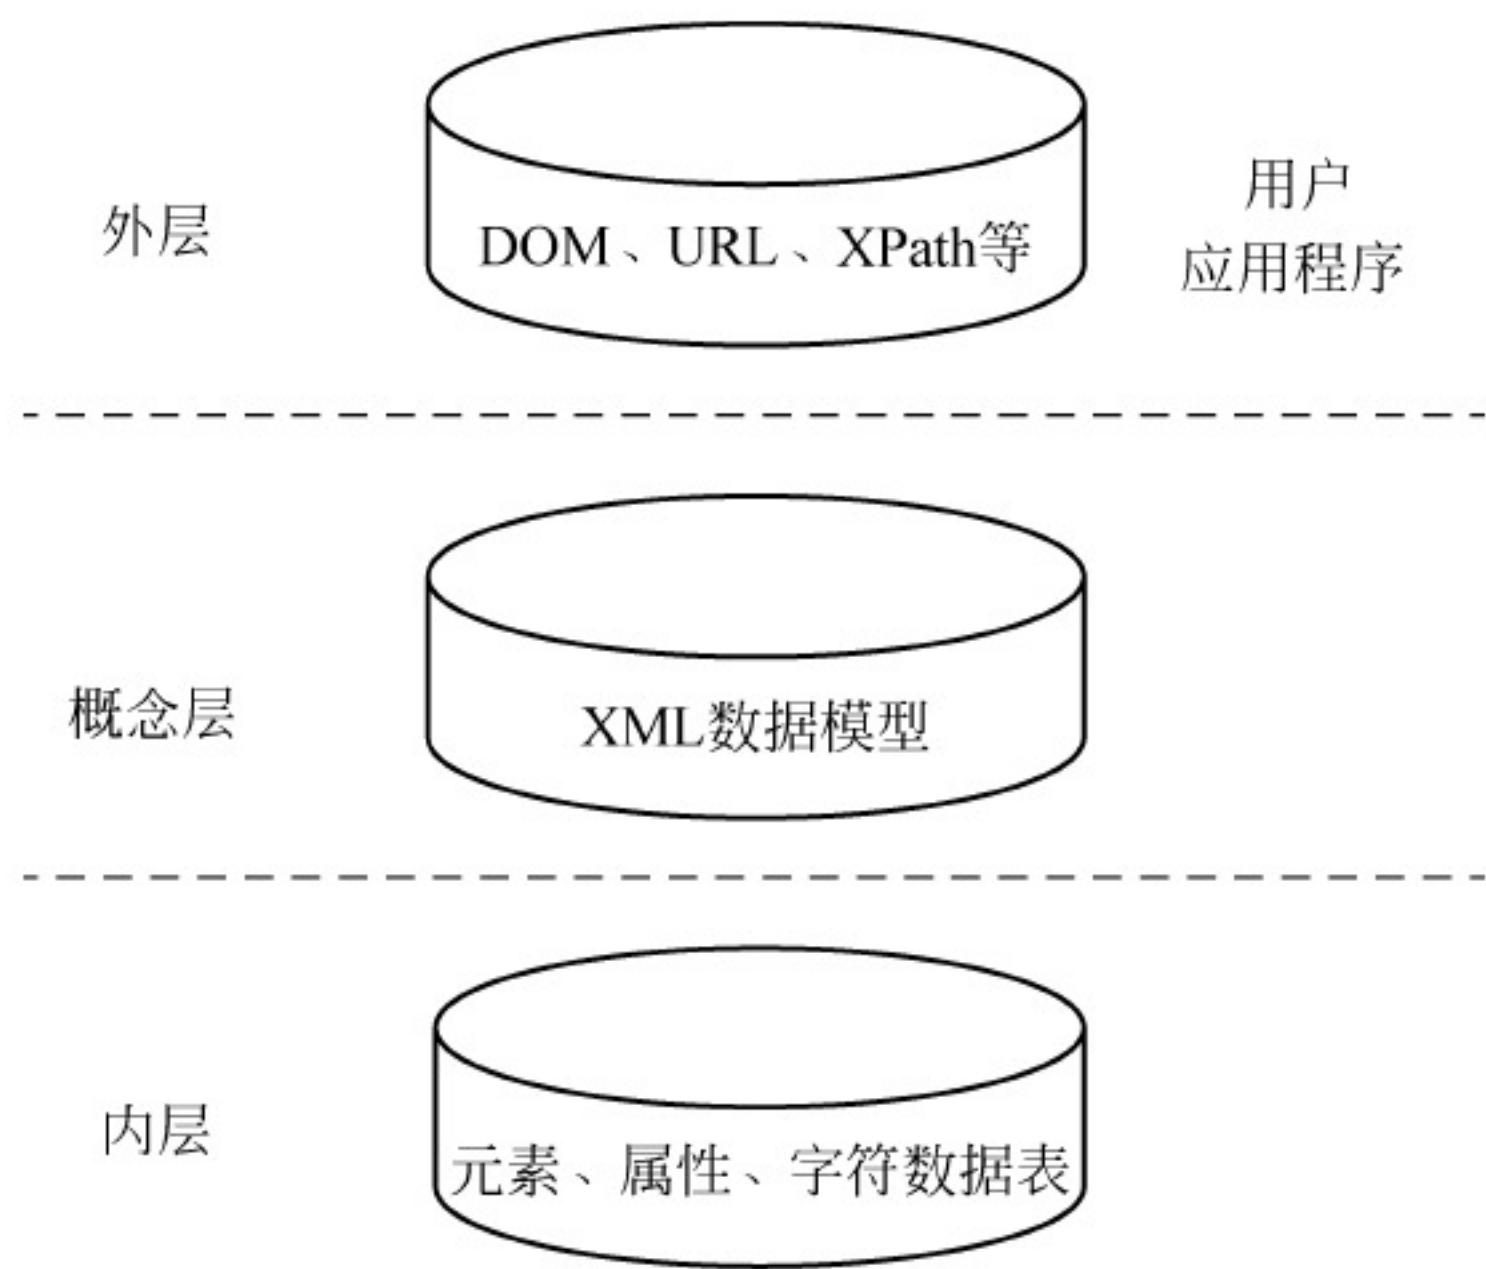 外层
DOM、URL、XPath等
用户
应用程序
概念层
XML数据模型
内层
元素、属性、字符数据表